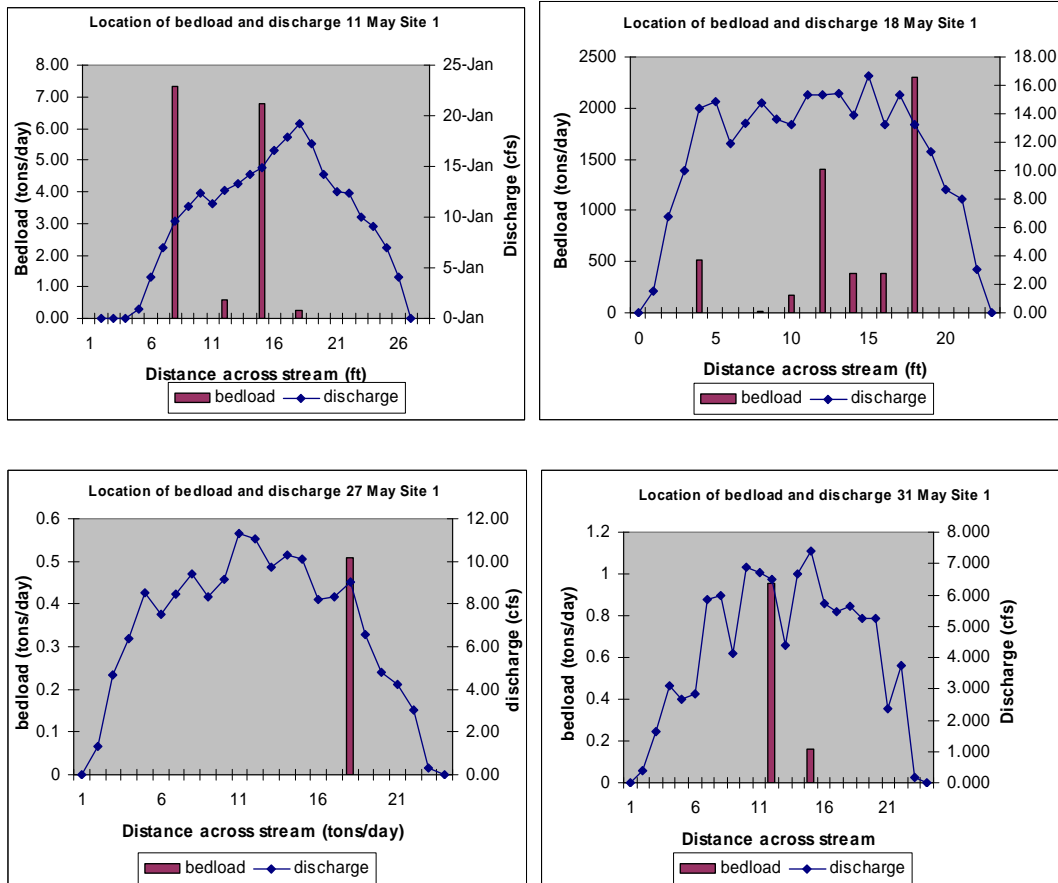 Location of bedload and discharge 11 May Site 1
8.00
7.00
6.00
5.00
4.00
3.00
2.00
1.00
0.00
Bedload (tons/day)
25-Jan
20-Jan
15-Jan
10-Jan
5-Jan
0-Jan
Discharge (cfs)
1 6 11 16 21 26
Distance across stream (ft)
bedload discharge
Location of bedload and discharge 18 May Site 1
2500
2000
1500
1000
500
0
Bedload (tons/day)
18.00
16.00
14.00
12.00
10.00
8.00
6.00
4.00
2.00
0.00
Discharge (cfs)
0 5 10 15 20
Distance across stream (ft)
bedload discharge
Location of bedload and discharge 27 May Site 1
0.6
0.5
0.4
0.3
0.2
0.1
0
bedload (tons/day)
12.00
10.00
8.00
6.00
4.00
2.00
0.00
discharge (cfs)
1 6 11 16 21
Distance across stream (tons/day)
bedload discharge
Location of bedload and discharge 31 May Site 1
1.2
1
0.8
0.6
0.4
0.2
0
bedload (tons/day)
8.000
7.000
6.000
5.000
4.000
3.000
2.000
1.000
0.000
Discharge (cfs)
1 6 11 16 21
Distance across stream
bedload discharge